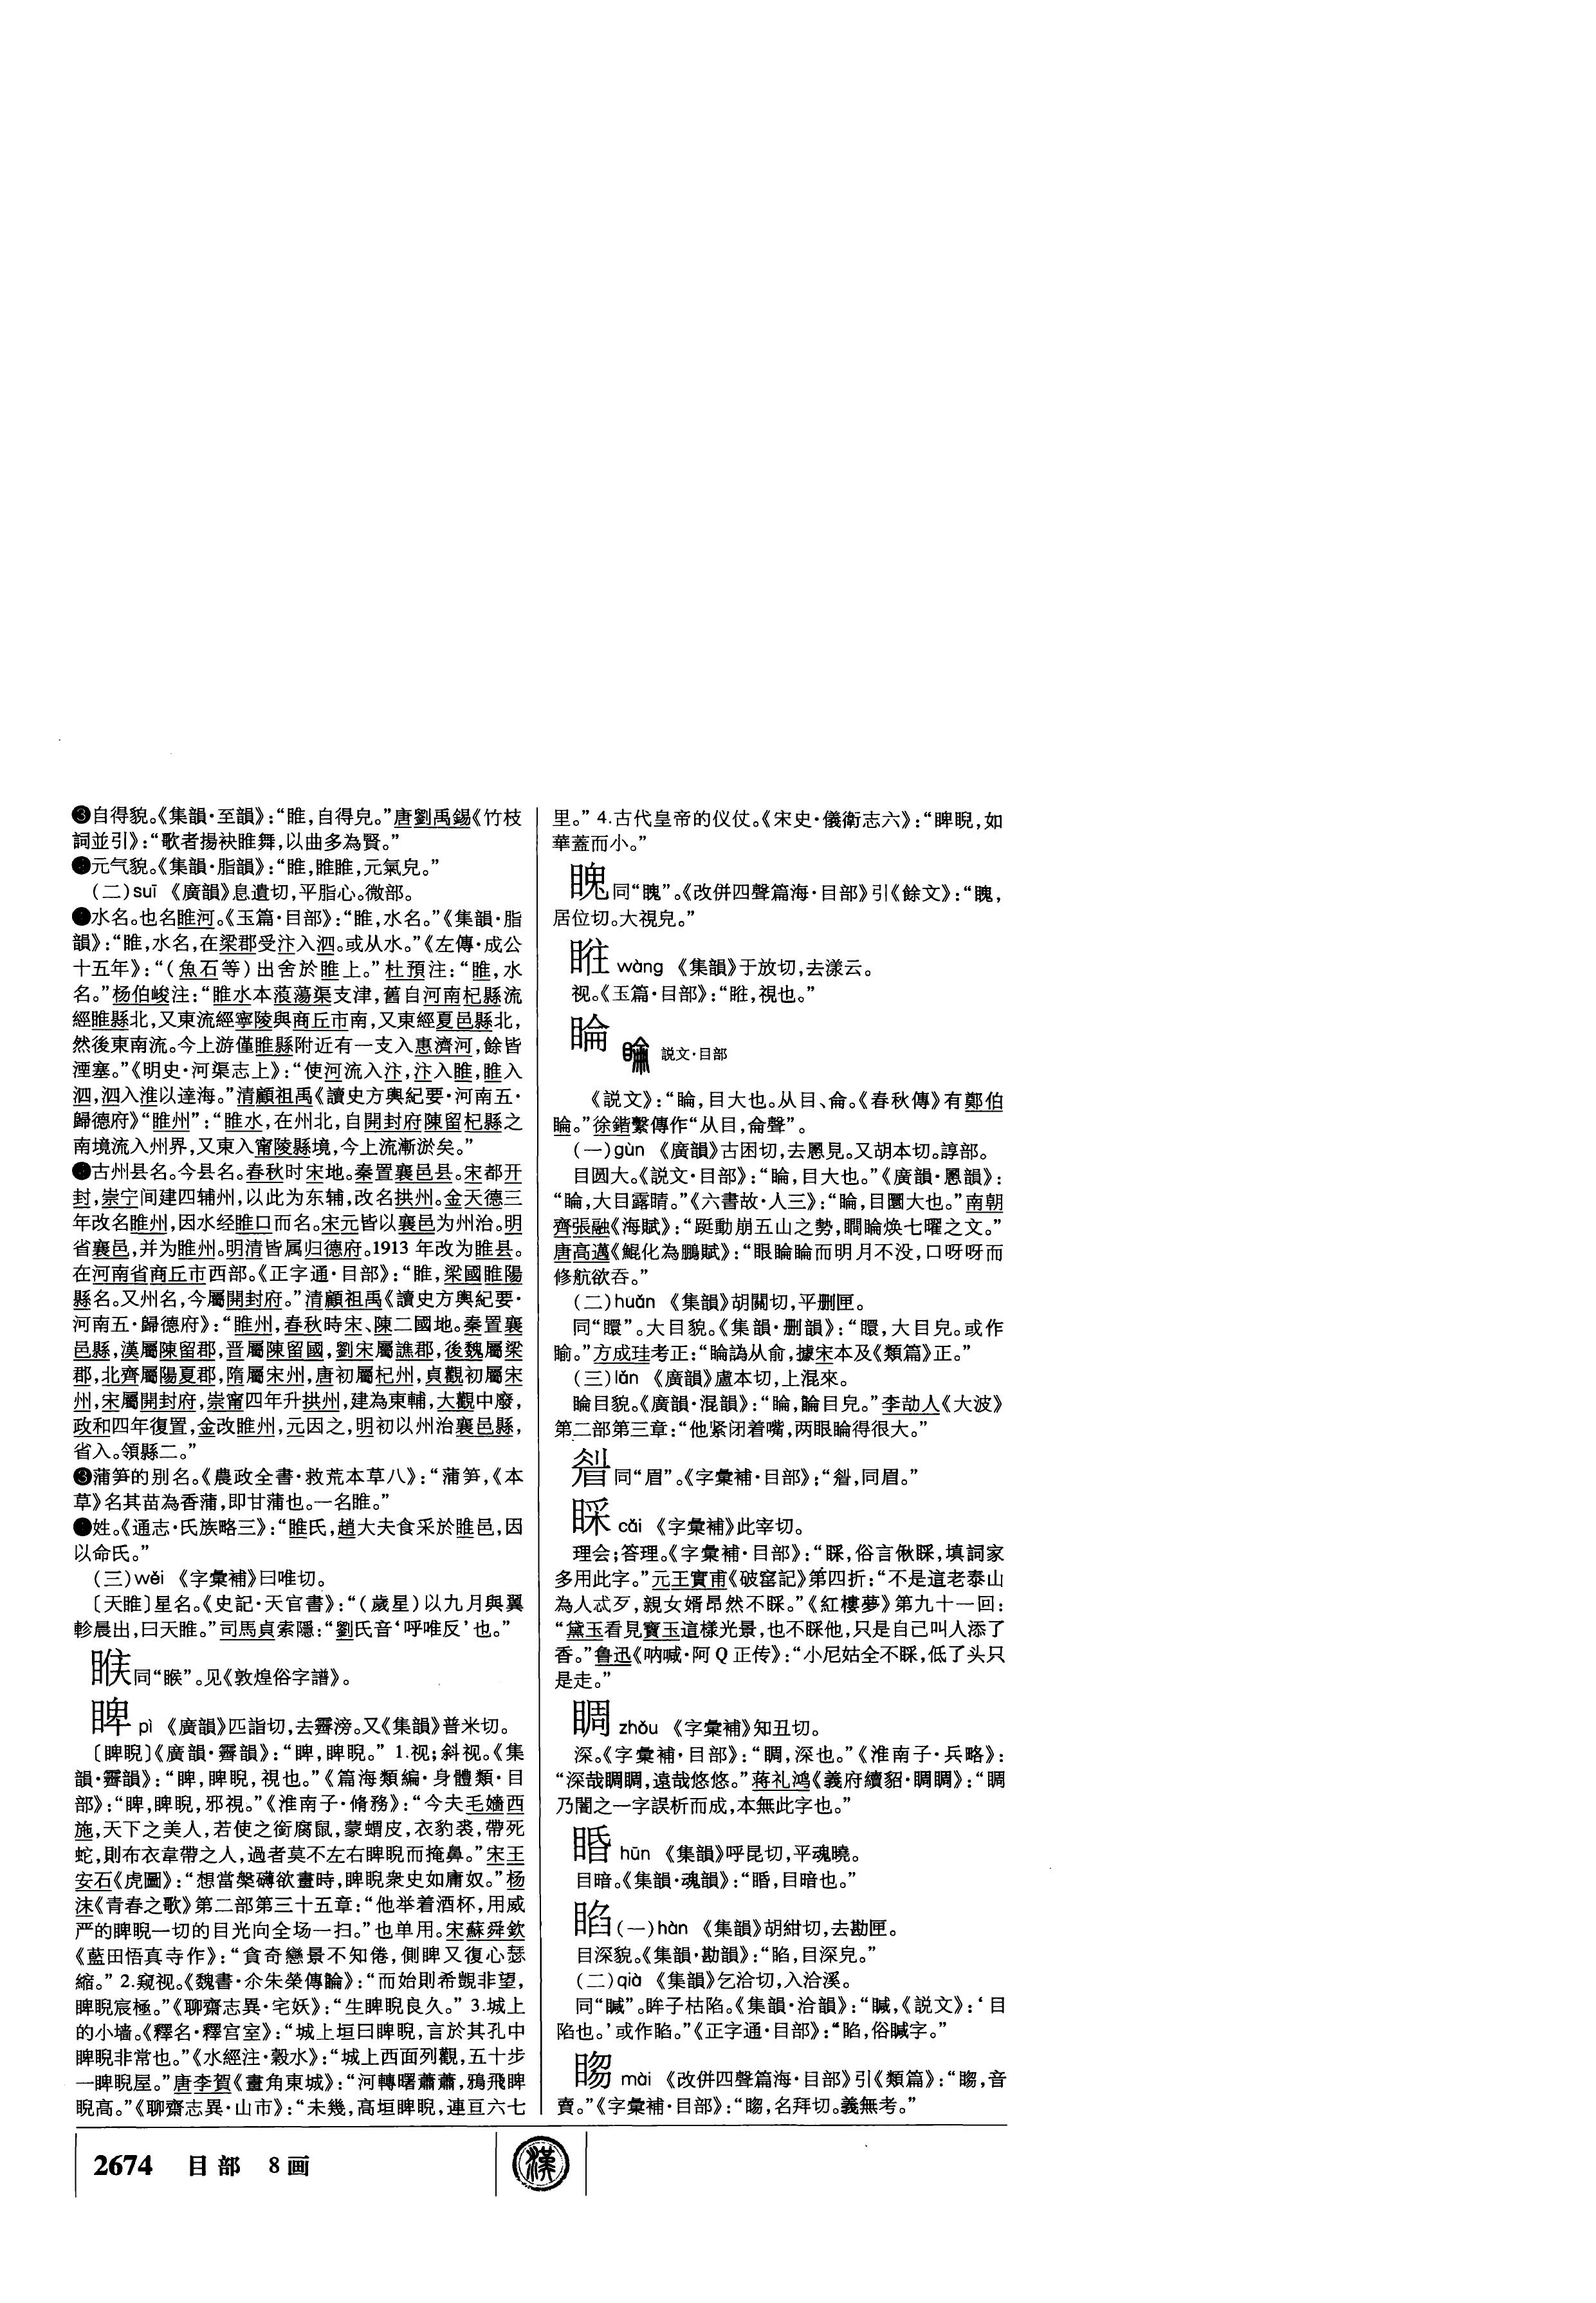 ❸自得貌。《集韻·至韻》：“睢，自得皃。”唐劉禹錫《竹枝
詞並引》：“歌者揚袂睢舞，以曲多為賢。”
元气貌。《集韻·脂韻》：“睢，睢睢，元氣皃。”
（二）suī 《廣韻》息遺切，平脂心。微部。
水名。也名睢河。《玉篇·目部》：“睢，水名。”《集韻·脂
韻》：“睢，水名，在梁郡受汴入泗。或从水。”《左傳·成公
十五年》：“（魚石等）出舍於睢上。”杜預注：“睢，水
名。”杨伯峻注：“睢水本蒗蕩渠支津，舊自河南杞縣流
經睢縣北，又東流經寧陵與商丘市南，又東經夏邑縣北，
然後東南流。今上游僅睢縣附近有一支入惠濟河，餘皆
湮塞。”《明史·河渠志上》：“使河流入汴，汴入睢，睢入
泗，泗入淮以達海。”清顧祖禹《讀史方輿紀要·河南五·
歸德府》“睢州”：“睢水，在州北，自開封府陳留杞縣之
南境流入州界，又東入甯陵縣境，今上流漸淤矣。”
古州县名。今县名。春秋时宋地。秦置襄邑县。宋都开
封，崇宁间建四辅州，以此为东辅，改名拱州。金天德三
年改名睢州，因水经睢口而名。宋元皆以襄邑为州治。明
省襄邑，并为睢州。明清皆属归德府。1913 年改为睢县。
在河南省商丘市西部。《正字通·目部》：“睢，梁國睢陽
縣名。又州名，今屬開封府。”清顧祖禹《讀史方輿紀要·
河南五·歸德府》：“睢州，春秋時宋、陳二國地。秦置襄
邑縣，漢屬陳留郡，晋屬陳留國，劉宋屬譙郡，後魏屬梁
郡，北齊屬陽夏郡，隋屬宋州，唐初屬杞州，貞觀初屬宋
州，宋屬開封府，崇甯四年升拱州，建為東輔，大觀中廢，
政和四年復置，金改睢州，元因之，明初以州治襄邑縣，
省入。領縣二。”
❸蒲笋的别名。《農政全書·救荒本草八》：“蒲笋，《本
草》名其苗為香蒲，即甘蒲也。一名睢。”
姓。《通志·氏族略三》：“睢氏，趙大夫食采於睢邑，因
以命氏。”
（三）wěi 《字彙補》曰唯切。
〔天睢〕星名。《史記·天官書》：“（歲星）以九月與翼
軫晨出，曰天睢。”司馬貞索隱：“劉氏音‘呼唯反’也。”
同“睺”。见《敦煌俗字譜》。
睥 pì 《廣韻》匹詣切，去霽滂。又《集韻》普米切。
〔睥睨〕《廣韻·霽韻》：“睥，睥睨。” 1.视；斜视。《集
韻·霽韻》：“睥，睥睨，視也。”《篇海類編·身體類·目
部》：“睥，睥睨，邪視。”《淮南子·脩務》：“今夫毛嬙西
施，天下之美人，若使之銜腐鼠，蒙蝟皮，衣豹裘，帶死
蛇，則布衣韋帶之人，過者莫不左右睥睨而掩鼻。”宋王
安石《虎圖》：“想當槃礴欲畫時，睥睨衆史如庸奴。”杨
沫《青春之歌》第二部第三十五章：“他举着酒杯，用威
严的睥睨一切的目光向全场一扫。”也单用。宋蘇舜欽
《藍田悟真寺作》：“貪奇戀景不知倦，側睥又復心瑟
縮。” 2.窥视。《魏書·尒朱榮傳論》：“而始則希覬非望，
睥睨宸極。”《聊齋志異·宅妖》：“生睥睨良久。” 3.城上
的小墙。《釋名·釋宫室》：“城上垣曰睥睨，言於其孔中
睥睨非常也。”《水經注·穀水》：“城上西面列觀，五十步
一睥睨屋。”唐李賀《畫角東城》：“河轉曙蕭蕭，鴉飛睥
睨高。”《聊齋志異·山市》：“未幾，高垣睥睨，連亘六七
里。” 4.古代皇帝的仪仗。《宋史·儀衛志六》：“睥睨，如
華蓋而小。”
同“䁛”。《改併四聲篇海·目部》引《餘文》：“䁛，
居位切。大視皃。”
暀 wàng 《集韻》于放切，去漾云。
视。《玉篇·目部》：“暀，視也。”
睔 説文·目部
《説文》：“睔，目大也。从目、侖。《春秋傳》有鄭伯
睔。”徐鍇繫傳作“从目，侖聲”。
（一）gùn 《廣韻》古困切，去慁見。又胡本切。諄部。
目圆大。《説文·目部》：“睔，目大也。”《廣韻·慁韻》：
“睔，大目露睛。”《六書故·人三》：“睔，目圜大也。”南朝
齊張融《海賦》：“踁動崩五山之勢，瞷睔焕七曜之文。”
唐高邁《鯤化為鵬賦》：“眼睔睔而明月不没，口呀呀而
修航欲吞。”
（二）huǎn 《集韻》胡關切，平删匣。
同“睘”。大目貌。《集韻·删韻》：“睘，大目皃。或作
睮。”方成珪考正：“睔譌从俞，據宋本及《類篇》正。”
（三）lǔn 《廣韻》盧本切，上混來。
睔目貌。《廣韻·混韻》：“睔，睔目皃。”李劼人《大波》
第二部第三章：“他紧闭着嘴，两眼睔得很大。”
同“眉”。《字彙補·目部》：“，同眉。”
睬 cǎi 《字彙補》此宰切。
理会；答理。《字彙補·目部》：“睬，俗言偢睬，填詞家
多用此字。”元王實甫《破窰記》第四折：“不是這老泰山
為人忒歹，親女婿昂然不睬。”《紅樓夢》第九十一回：
“黛玉看見寶玉這樣光景，也不睬他，只是自己叫人添了
香。”鲁迅《呐喊·阿Q正传》：“小尼姑全不睬，低了头只
是走。”
睭 zhǒu 《字彙補》知丑切。
深。《字彙補·目部》：“睭，深也。”《淮南子·兵略》：
“深哉睭睭，遠哉悠悠。”蒋礼鸿《義府續貂·睭睭》：“睭
乃闇之一字誤析而成，本無此字也。”
睧 hūn 《集韻》呼昆切，平魂曉。
目暗。《集韻·魂韻》：“睧，目暗也。”
䀶（一）hàn 《集韻》胡紺切，去勘匣。
目深貌。《集韻·勘韻》：“䀶，目深皃。”
（二）qià 《集韻》乞洽切，入洽溪。
同“䁍”。眸子枯陷。《集韻·洽韻》：“䁍，《説文》：‘目
陷也。’或作䀶。”《正字通·目部》：“䀶，俗䁍字。”
mài 《改併四聲篇海·目部》引《類篇》：“，音
賣。”《字彙補·目部》：“，名拜切。義無考。”
2674 目部 8画
漢